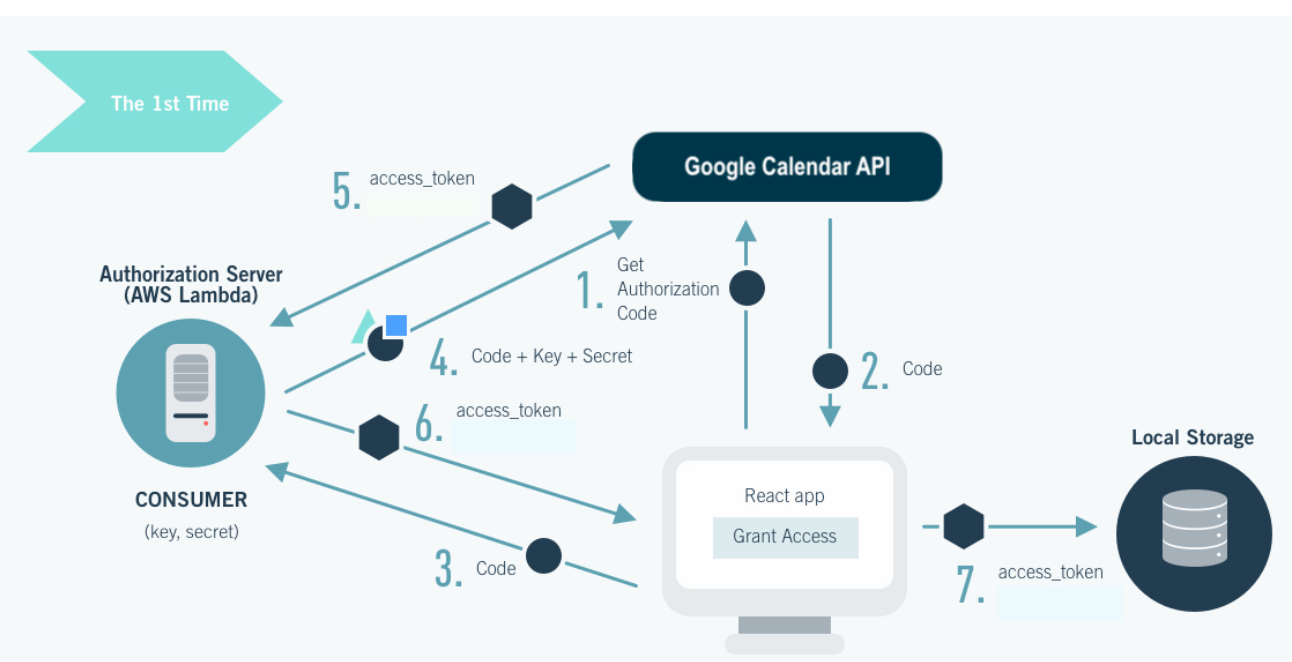 The 1st Time
Google Calendar API
5. access_token
Authorization Server
(AWS Lambda)
1. Get
Authorization
Code
4. Code + Key + Secret
2. Code
6. access_token
CONSUMER
(key, secret)
3. Code
React app
Grant Access
Local Storage
7. access_token